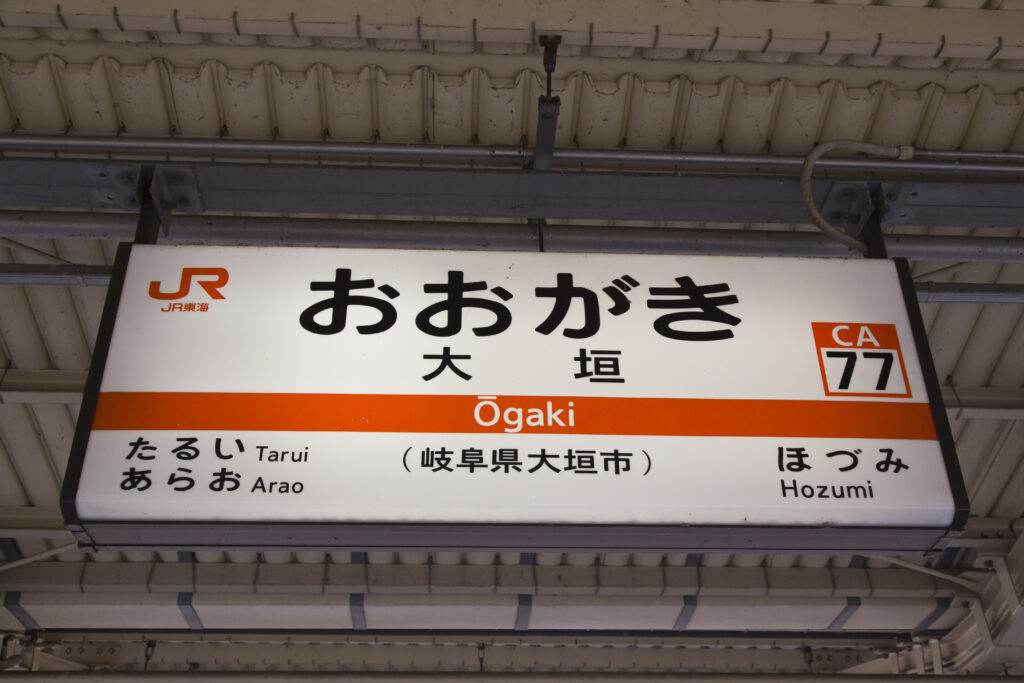 JR
JR東海
おおがき
大垣
CA
77
Ōgaki
たるい Tarui
あらお Arao
(岐阜県大垣市)
ほづみ
Hozumi